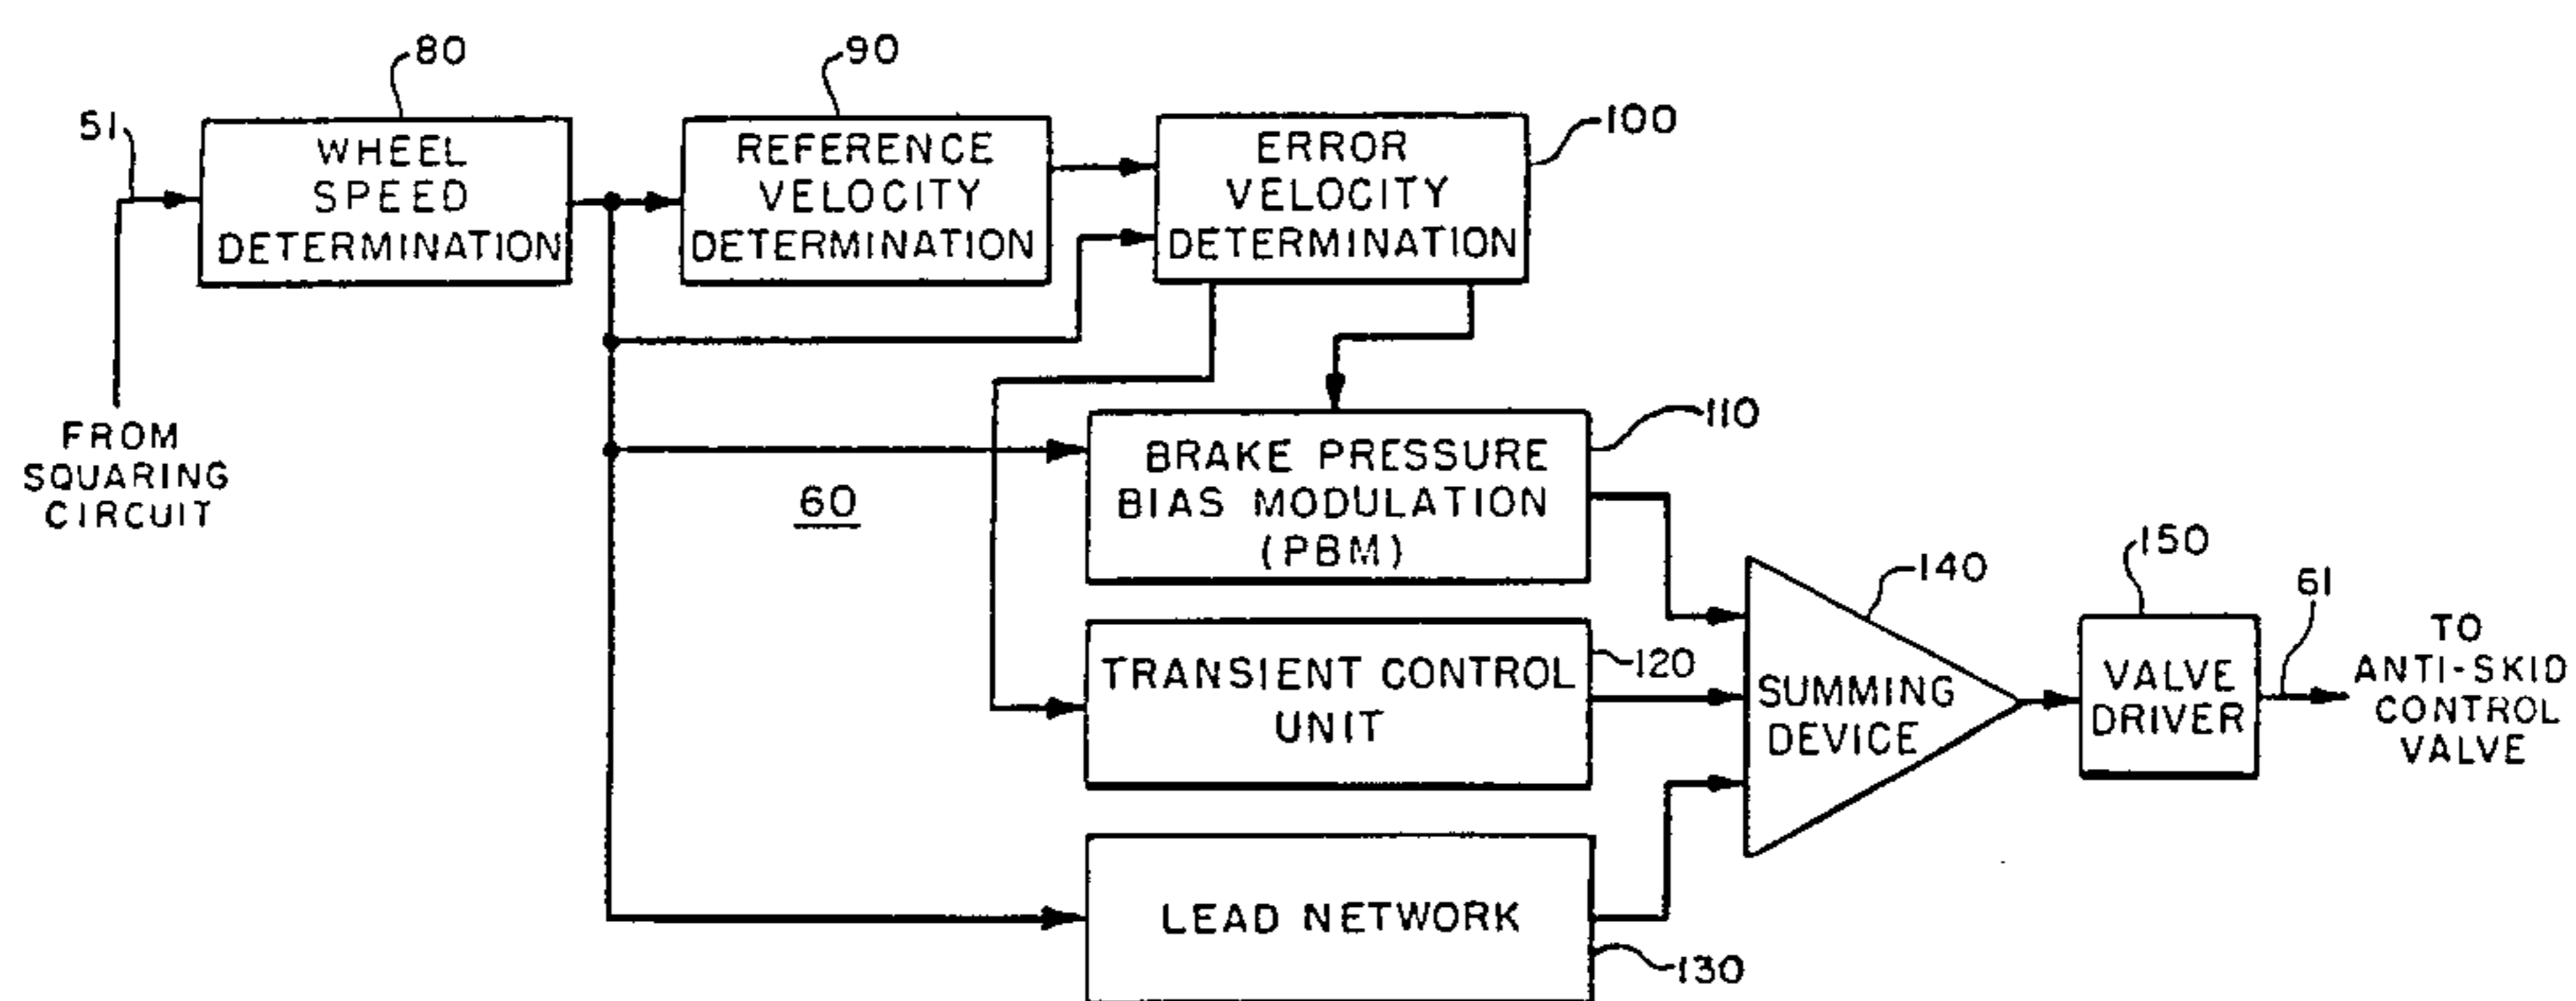 80
90
100
51
WHEEL
SPEED
DETERMINATION
REFERENCE
VELOCITY
DETERMINATION
ERROR
VELOCITY
DETERMINATION
FROM
SQUARING
CIRCUIT
60
110
BRAKE PRESSURE
BIAS MODULATION
(PBM)
120
TRANSIENT CONTROL
UNIT
130
LEAD NETWORK
140
SUMMING
DEVICE
150
VALVE
DRIVER
61
TO
ANTI-SKID
CONTROL
VALVE